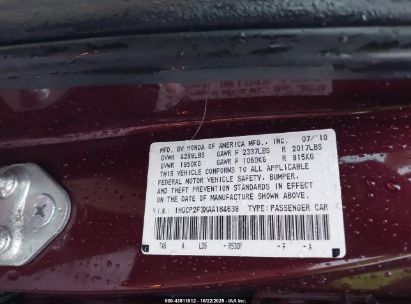 MFD. BY HONDA OF AMERICA MFG., INC. 07/10
GVWR 4299LBS GAWR F 2337LBS R 2017LBS
GVWR 1950KG GAWR F 1060KG R 915KG
THIS VEHICLE CONFORMS TO ALL APPLICABLE
FEDERAL MOTOR VEHICLE SAFETY, BUMPER,
AND THEFT PREVENTION STANDARDS IN EFFECT
ON THE DATE OF MANUFACTURE SHOWN ABOVE.
V.I.N. TYPE: PASSENGER CAR
A - F - A